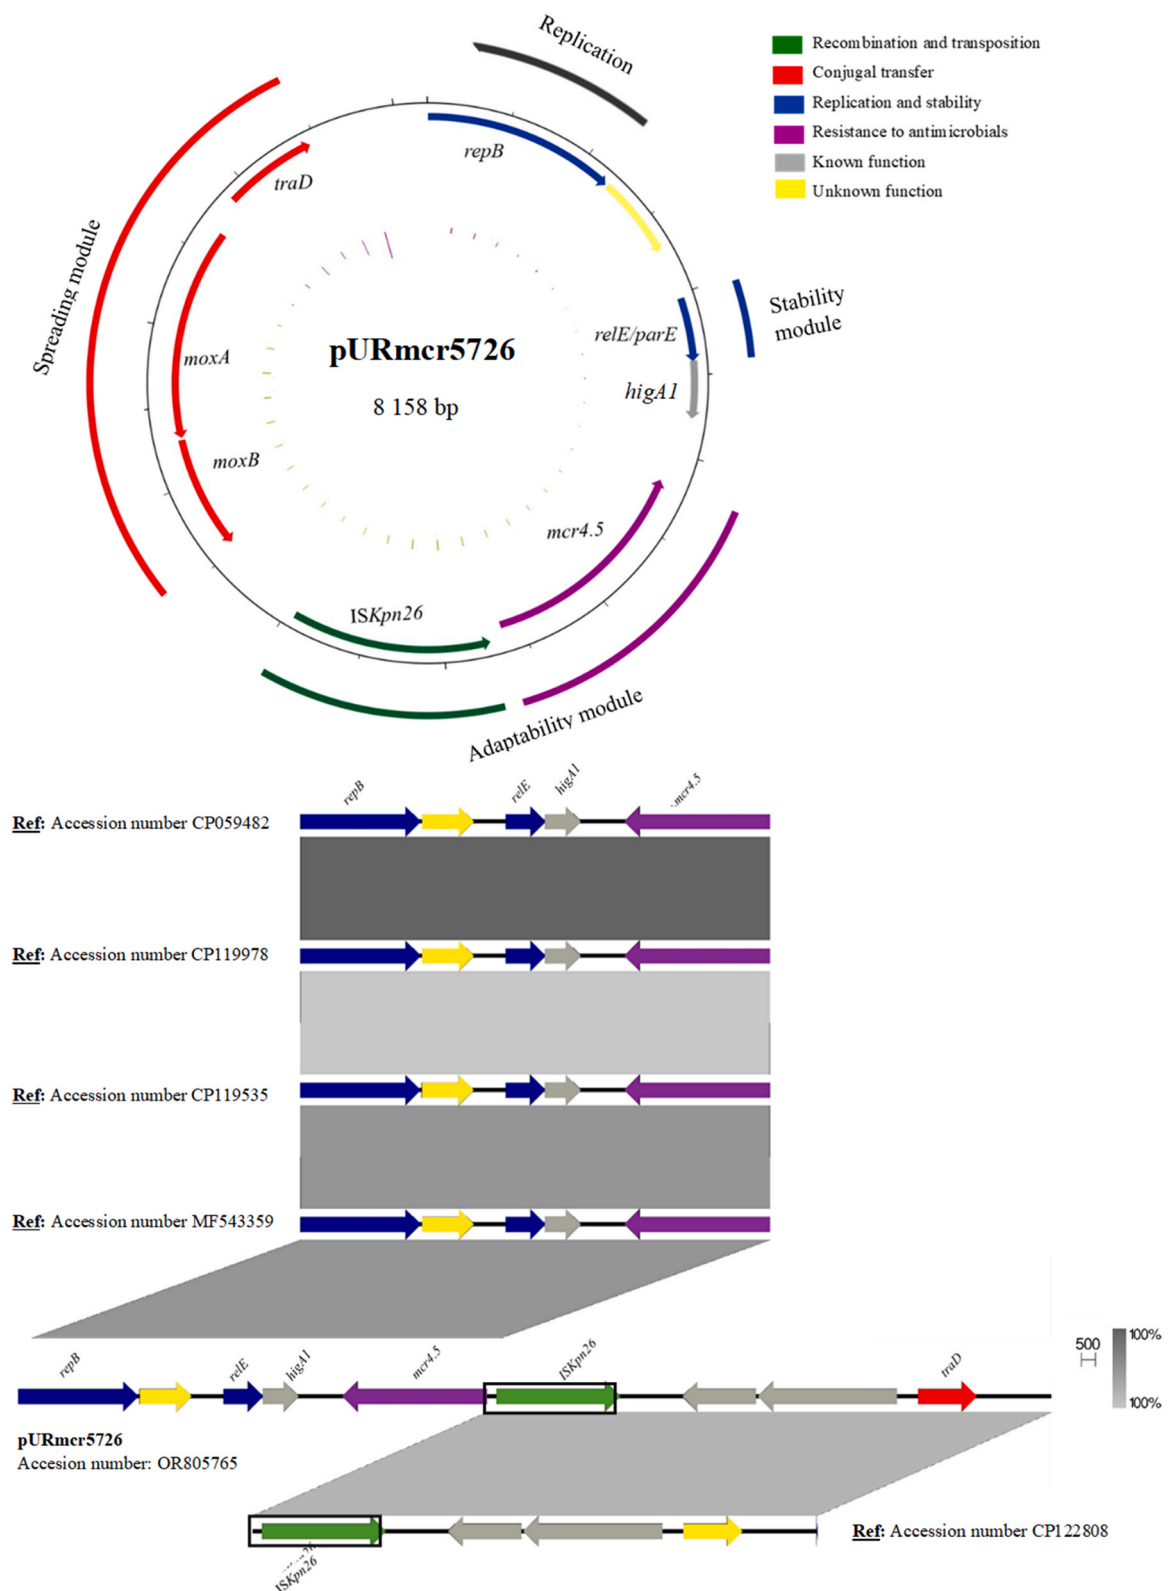 Replication
Recombination and transposition
Conjugal transfer
Replication and stability
Resistance to antimicrobials
Known function
Unknown function
repB
traD
Spreading module
Stability
module
relE/parE
moxA
pURmcr5726
higA1
8 158 bp
moxB
mcr4.5
ISKpn26
Adaptability module
repB
relE
higA1
mcr4.5
Ref: Accession number CP059482
Ref: Accession number CP119978
Ref: Accession number CP119535
Ref: Accession number MF543359
500
100%
100%
repB
relE
higA1
mcr4.5
ISKpn26
traD
pURmcr5726
Accesion number: OR805765
Ref: Accession number CP122808
ISKpn26